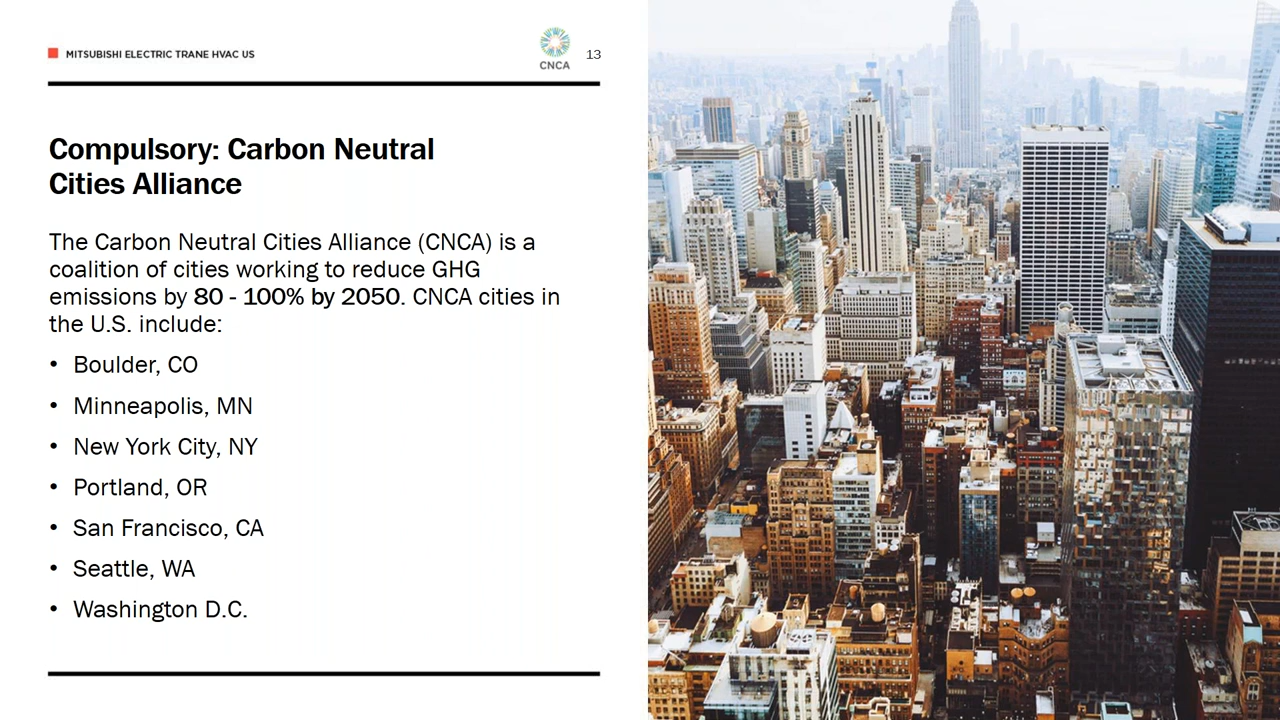 MITSUBISHI ELECTRIC TRANE HVAC US
CNCA
13
Compulsory: Carbon Neutral
Cities Alliance
The Carbon Neutral Cities Alliance (CNCA) is a
coalition of cities working to reduce GHG
emissions by 80 - 100% by 2050. CNCA cities in
the U.S. include:
• Boulder, CO
• Minneapolis, MN
• New York City, NY
• Portland, OR
• San Francisco, CA
• Seattle, WA
• Washington D.C.